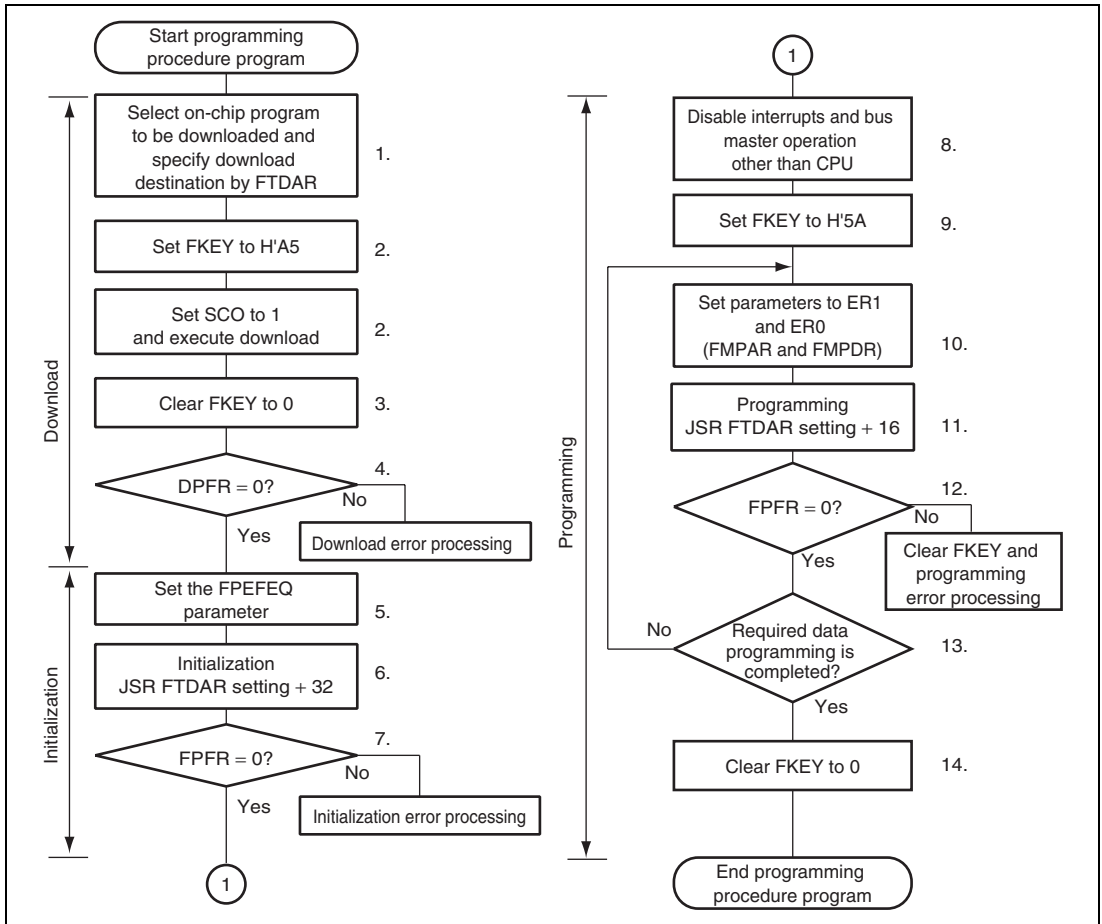 Start programming
procedure program
Select on-chip program
to be downloaded and
specify download
destination by FTDAR
1.
Set FKEY to H'A5
2.
Set SCO to 1
and execute download
2.
Clear FKEY to 0
3.
DPFR = 0?
4.
No
Yes
Download error processing
Download
Set the FPEFEQ
parameter
5.
Initialization
JSR FTDAR setting + 32
6.
FPFR = 0?
7.
No
Yes
Initialization error processing
Initialization
1
1
Disable interrupts and bus
master operation
other than CPU
8.
Set FKEY to H'5A
9.
Set parameters to ER1
and ER0
(FMPAR and FMPDR)
10.
Programming
JSR FTDAR setting + 16
11.
FPFR = 0?
12.
No
Yes
Clear FKEY and
programming
error processing
Programming
No
Required data
programming is
completed?
13.
Yes
Clear FKEY to 0
14.
End programming
procedure program